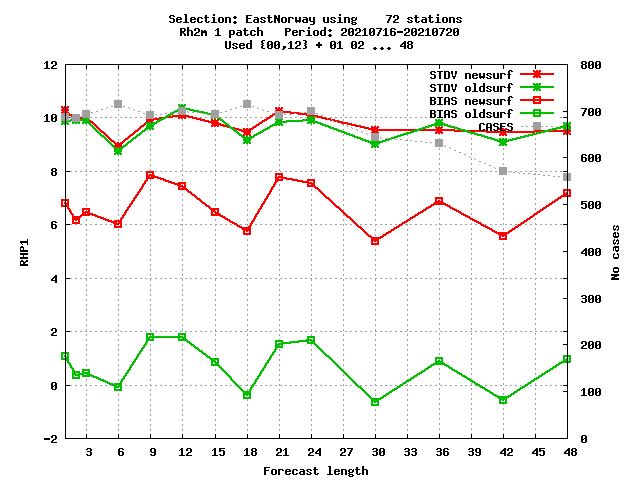 Selection: EastNorway using    72 stations
Rh2m 1 patch   Period: 20210716-20210720
Used {00,12} + 01 02 ... 48
12 10 8 6 4 2 0 -2
RHP1
STDV newsurf
STDV oldsurf
BIAS newsurf
BIAS oldsurf
CASES
800 700 600 500 400 300 200 100 0
No cases
3 6 9 12 15 18 21 24 27 30 33 36 39 42 45 48
Forecast length